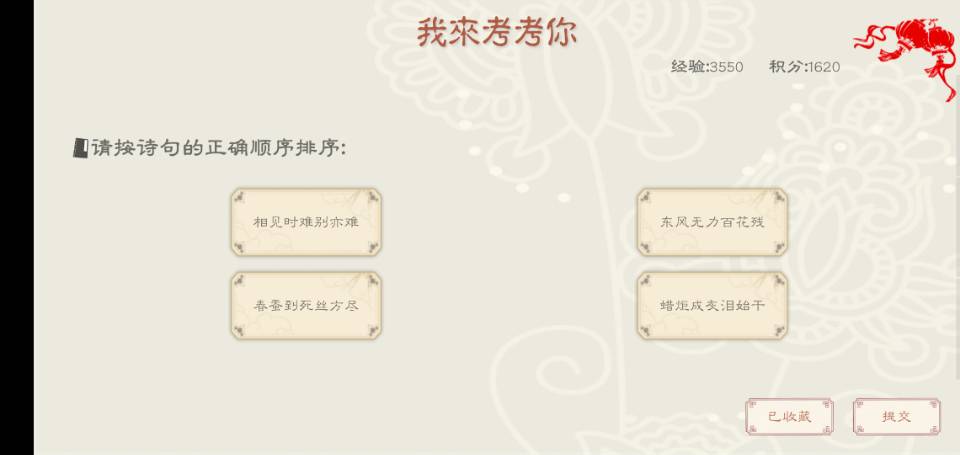 我來考考你
经验:3550 积分:1620
请按诗句的正确顺序排序:
相见时难别亦难 东风无力百花残
春蚕到死丝方尽 蜡炬成灰泪始干
已收藏 提交